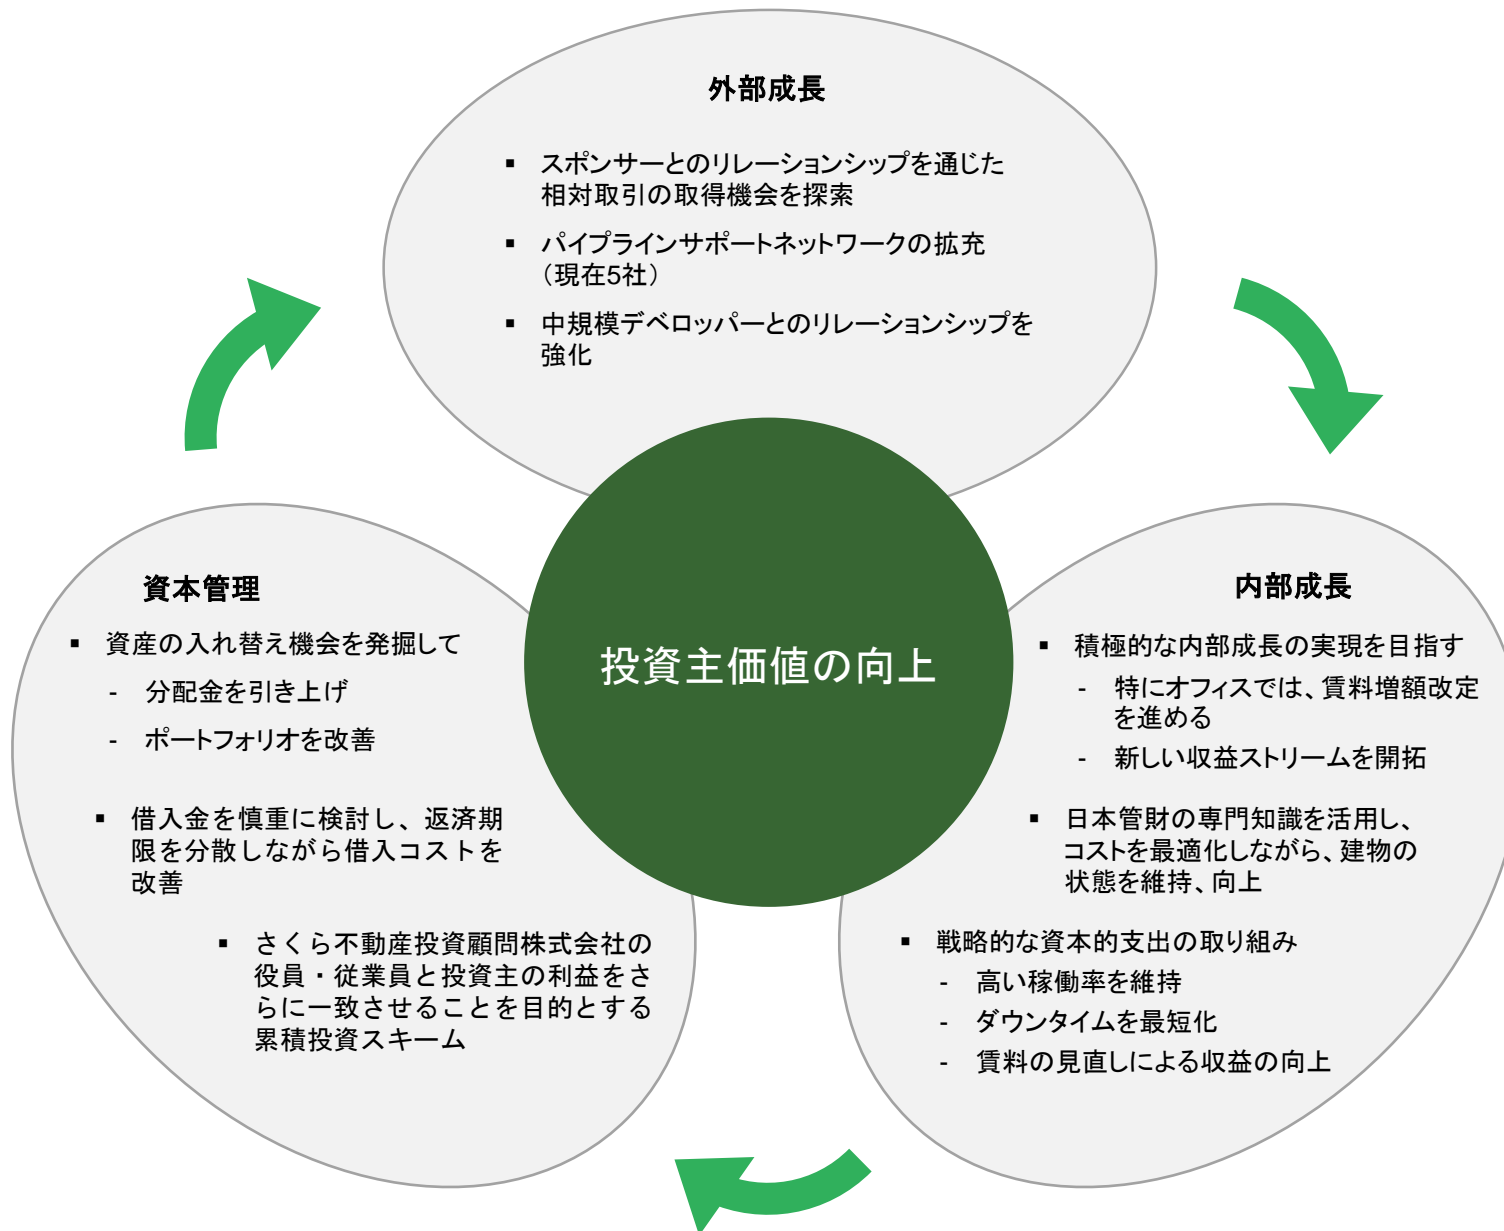 外部成長
▪ スポンサーとのリレーションシップを通じた
相対取引の取得機会を探索
▪ パイプラインサポートネットワークの拡充
（現在5社）
▪ 中規模デベロッパーとのリレーションシップを
強化
投資主価値の向上
資本管理
▪ 資産の入れ替え機会を発掘して
- 分配金を引き上げ
- ポートフォリオを改善
▪ 借入金を慎重に検討し、返済期
限を分散しながら借入コストを
改善
▪ さくら不動産投資顧問株式会社の
役員・従業員と投資主の利益をさ
らに一致させることを目的とする
累積投資スキーム
内部成長
▪ 積極的な内部成長の実現を目指す
- 特にオフィスでは、賃料増額改定
を進める
- 新しい収益ストリームを開拓
▪ 日本管財の専門知識を活用し、
コストを最適化しながら、建物の
状態を維持、向上
▪ 戦略的な資本的支出の取り組み
- 高い稼働率を維持
- ダウンタイムを最短化
- 賃料の見直しによる収益の向上